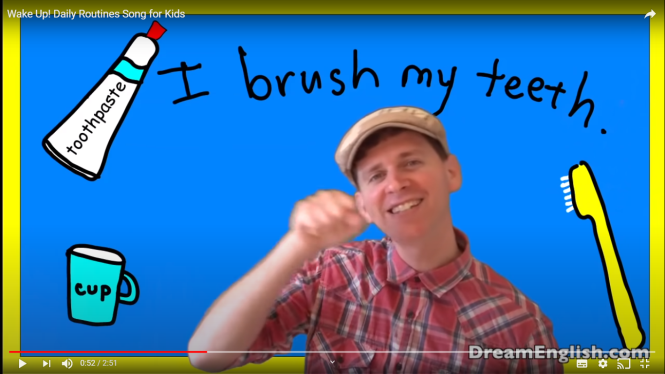 Wake Up! Daily Routines Song for Kids
I brush my teeth.
toothpaste
cup
DreamEnglish.com
0:52 / 2:51